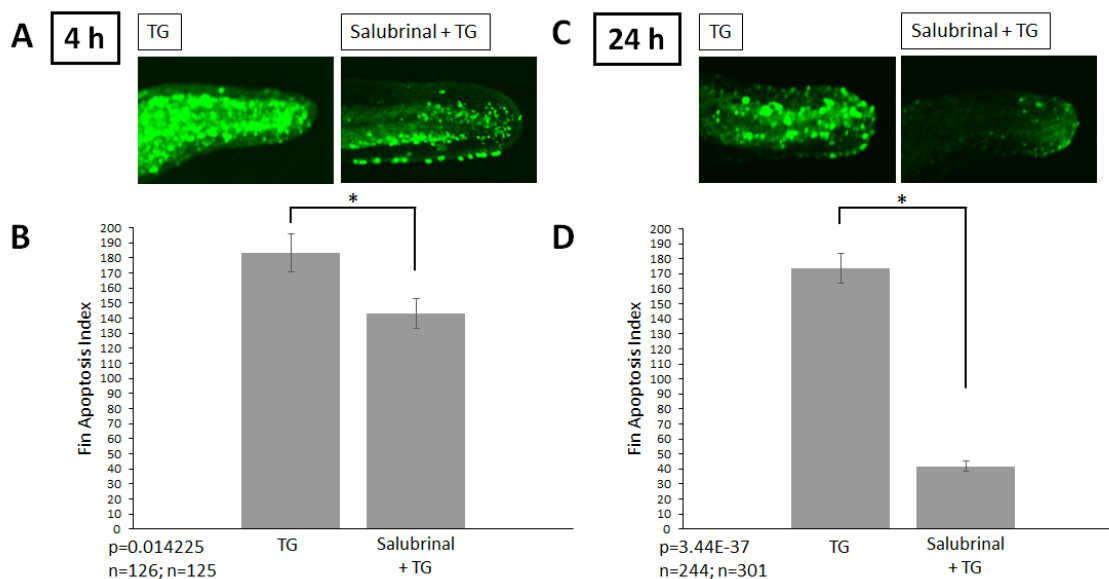 A
4 h
TG
Salubrinal + TG
C
24 h
TG
Salubrinal + TG
B
*
200
190
180
170
160
150
140
130
120
110
100
90
80
70
60
50
40
30
20
10
0
Fin Apoptosis Index
TG
Salubrinal
+ TG
p=0.014225
n=126; n=125
D
*
200
190
180
170
160
150
140
130
120
110
100
90
80
70
60
50
40
30
20
10
0
Fin Apoptosis Index
TG
Salubrinal
+ TG
p=3.44E-37
n=244; n=301